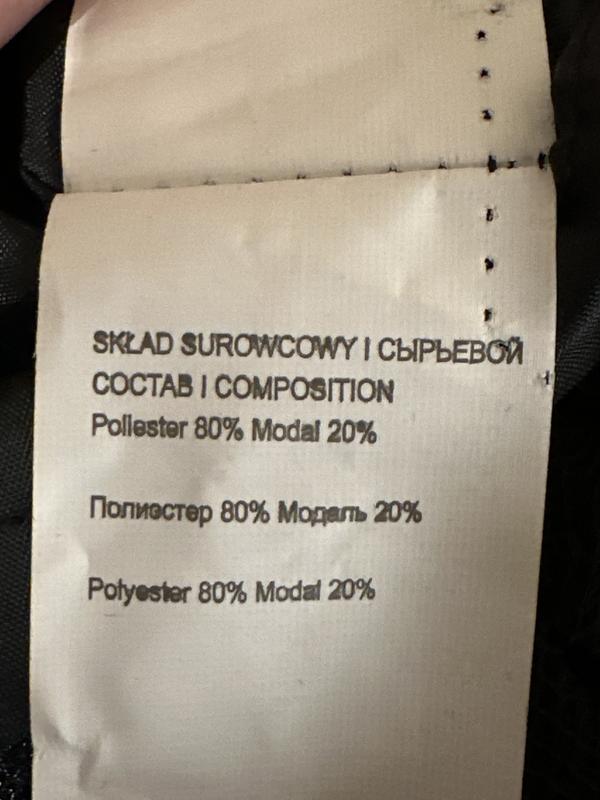 SKŁAD SUROWCOWY I СЫРЬЕВОЙ
СОСТАВ I COMPOSITION
Poliester 80% Modal 20%
Полиэстер 80% Модаль 20%
Polyester 80% Modal 20%